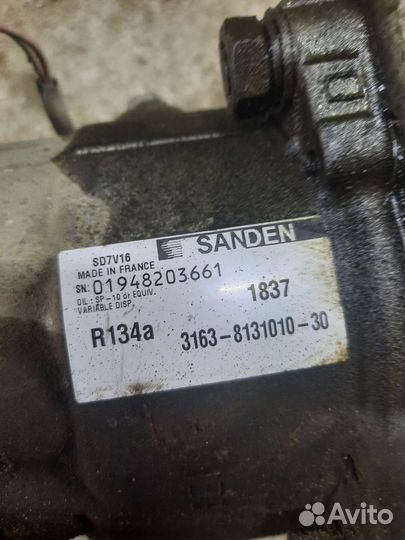 SANDEN
SD7V16
MADE IN FRANCE
SN: 01948203661
OIL : SP-10 or EQUIV.
VARIABLE DISP.
1837
R134a 3163-8131010-30
Avito